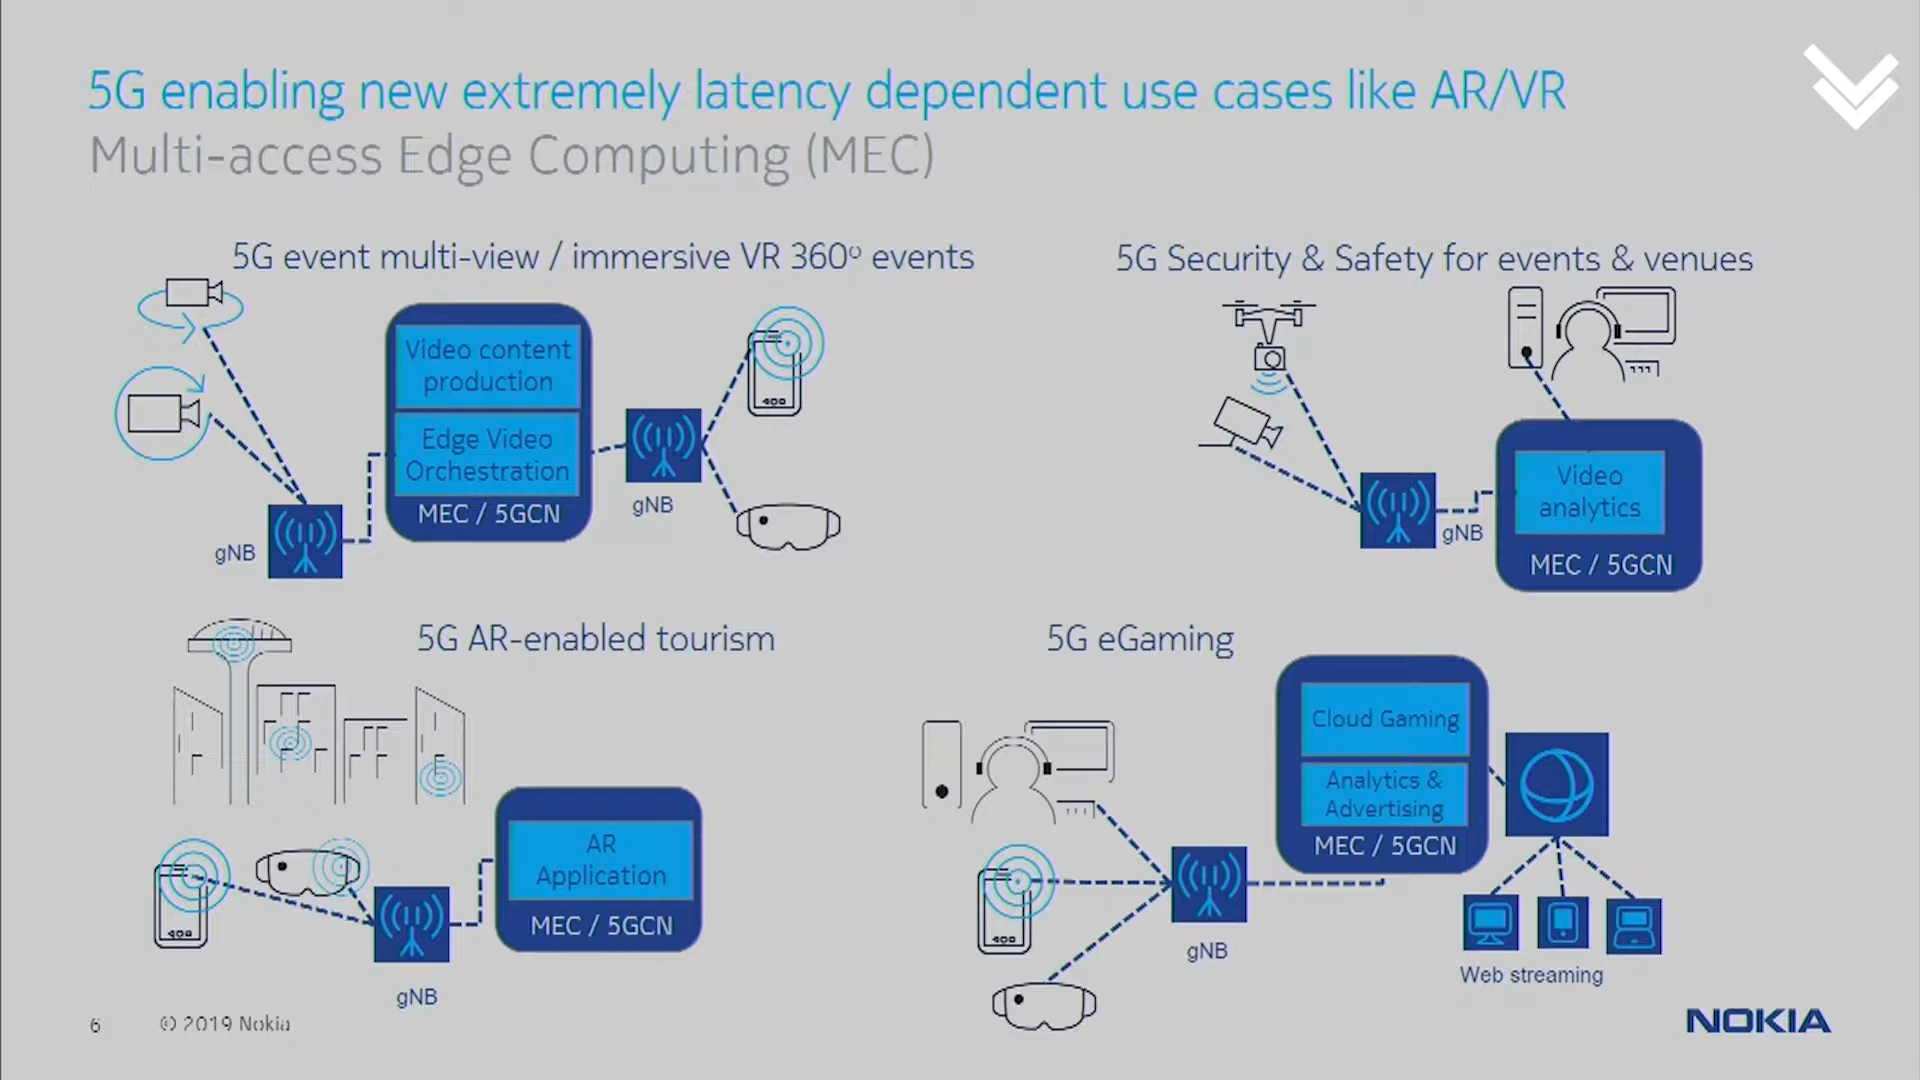 5G enabling new extremely latency dependent use cases like AR/VR
Multi-access Edge Computing (MEC)
5G event multi-view / immersive VR 360º events
Video content
production
Edge Video
Orchestration
MEC / 5GCN
gNB
gNB
5G Security & Safety for events & venues
Video
analytics
MEC / 5GCN
gNB
5G AR-enabled tourism
AR
Application
MEC / 5GCN
gNB
5G eGaming
Cloud Gaming
Analytics &
Advertising
MEC / 5GCN
gNB
Web streaming
6 © 2019 Nokia
NOKIA